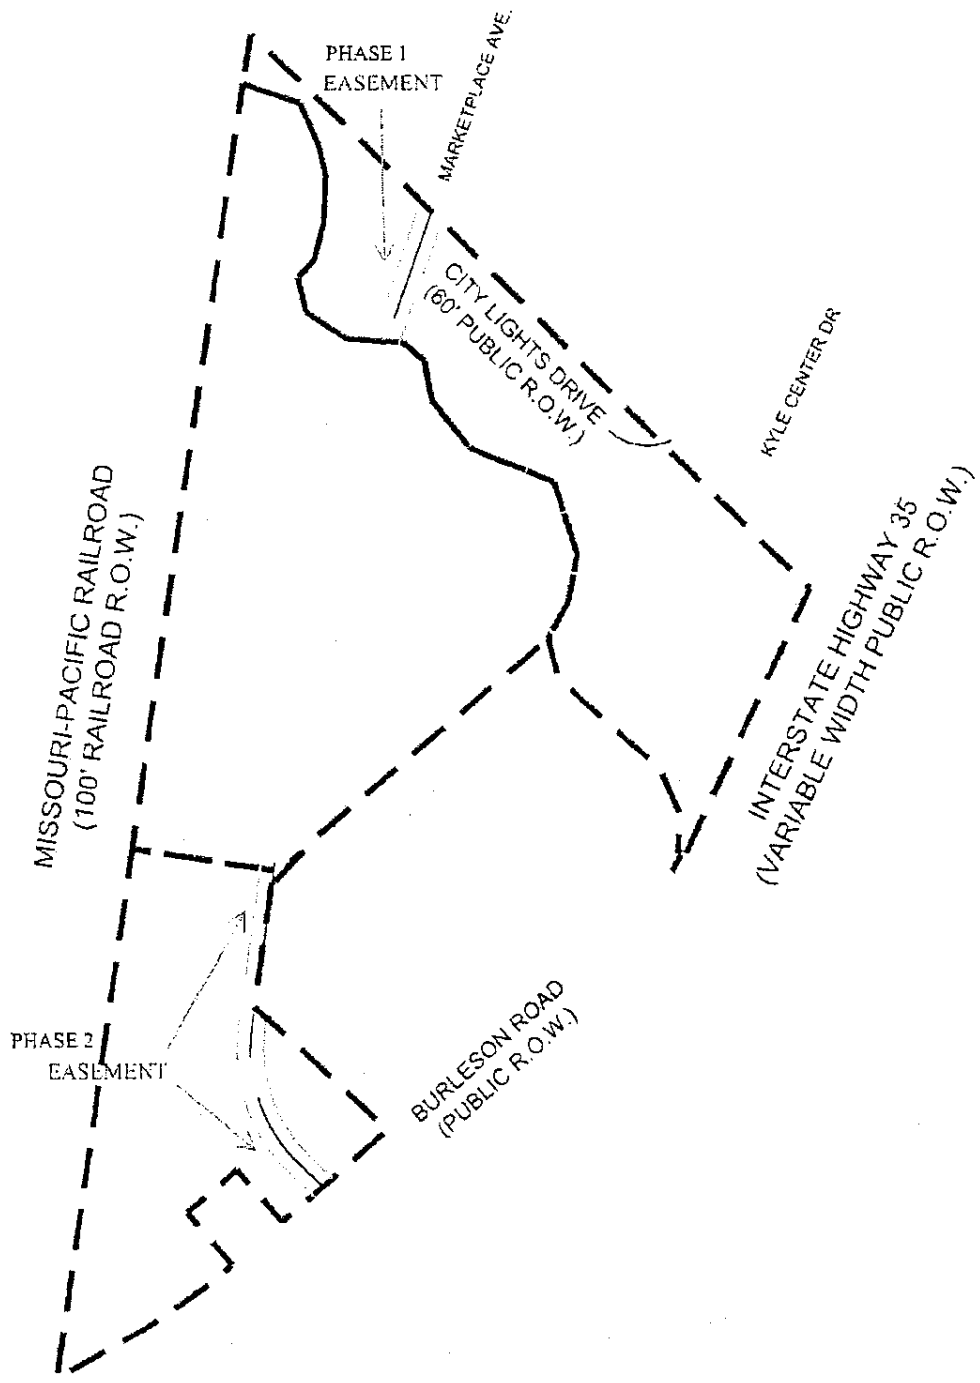 PHASE 1
EASEMENT
MARKETPLACE AVE.
CITY LIGHTS DRIVE
(60' PUBLIC R.O.W.)
KYLE CENTER DR
MISSOURI-PACIFIC RAILROAD
(100' RAILROAD R.O.W.)
INTERSTATE HIGHWAY 35
(VARIABLE WIDTH PUBLIC R.O.W.)
PHASE 2
EASEMENT
BURLESON ROAD
(PUBLIC R.O.W.)